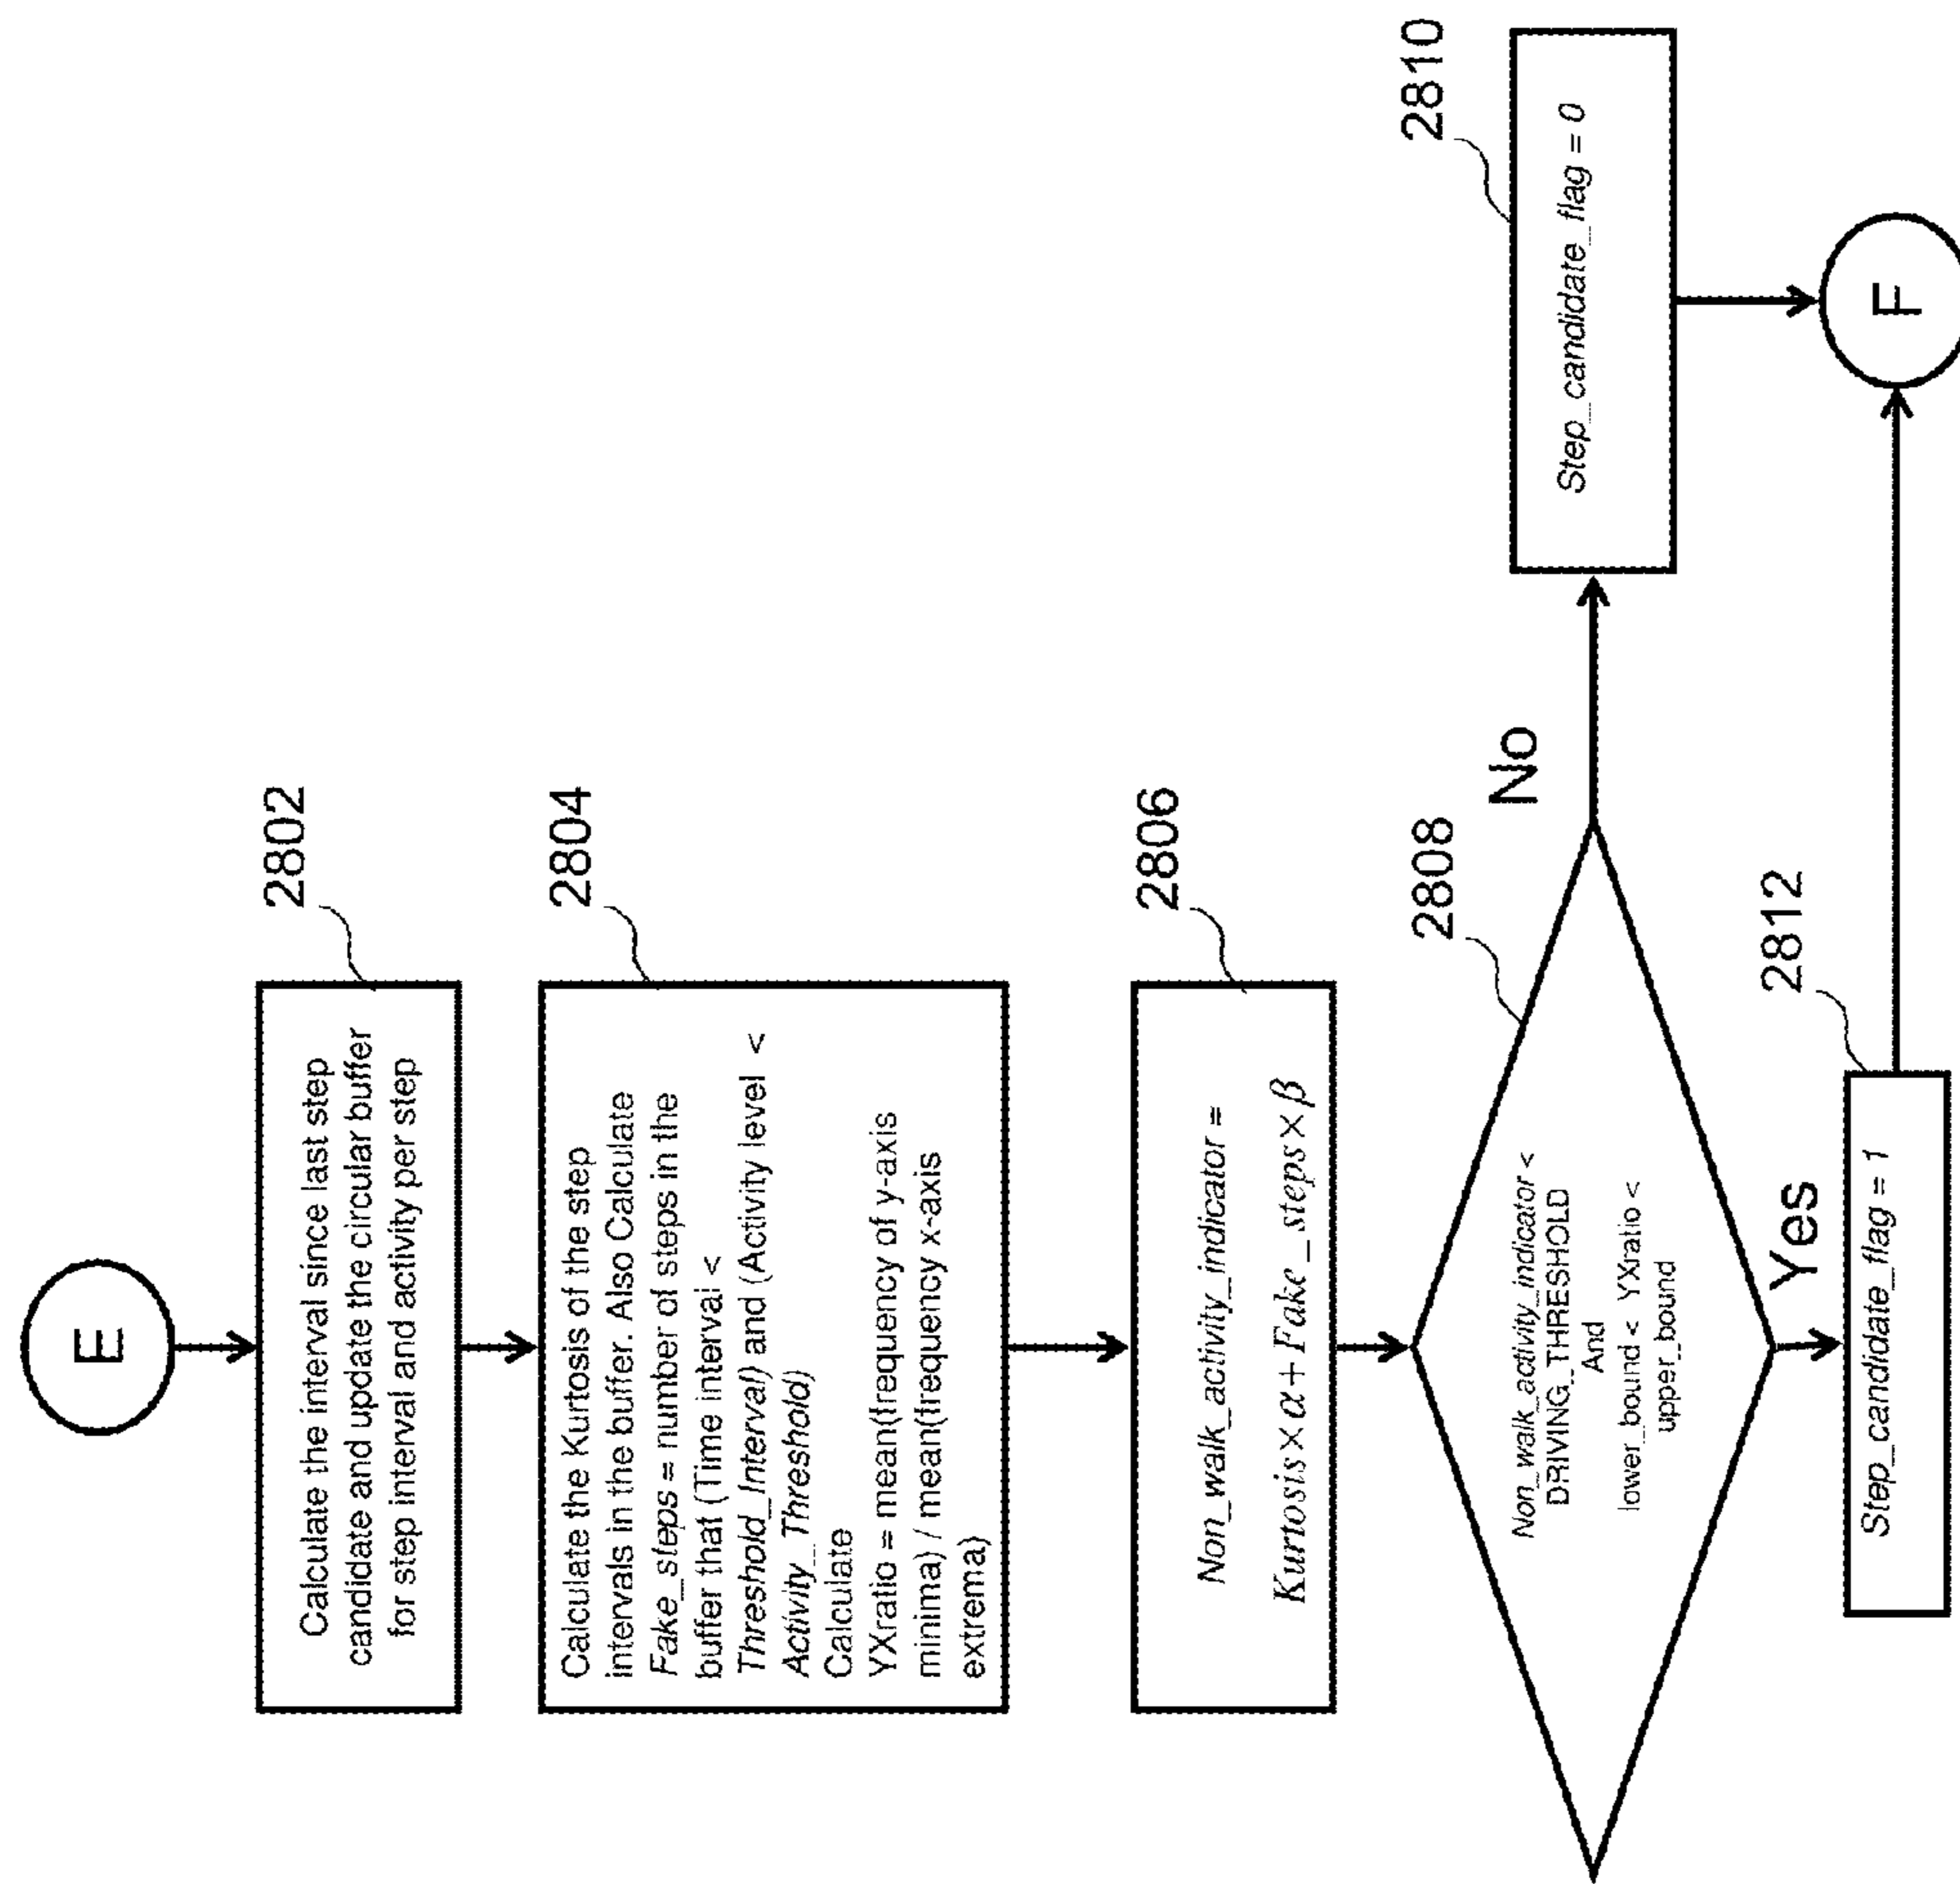 E
2802
Calculate the interval since last step
candidate and update the circular buffer
for step interval and activity per step
2804
Calculate the Kurtosis of the step
intervals in the buffer. Also Calculate
Fake_steps = number of steps in the
buffer that (Time interval <
Threshold_Interval) and (Activity level <
Activity_Threshold)
Calculate
YXratio = mean(frequency of y-axis
minima) / mean(frequency x-axis
extrema)
2806
Non_walk_activity_indicator =
Kurtosis × α + Fake_steps × β
2808
Non_walk_activity_indicator <
DRIVING_THRESHOLD
And
lower_bound < YXratio <
upper_bound
No
2810
Step_candidate_flag = 0
Yes
2812
Step_candidate_flag = 1
F